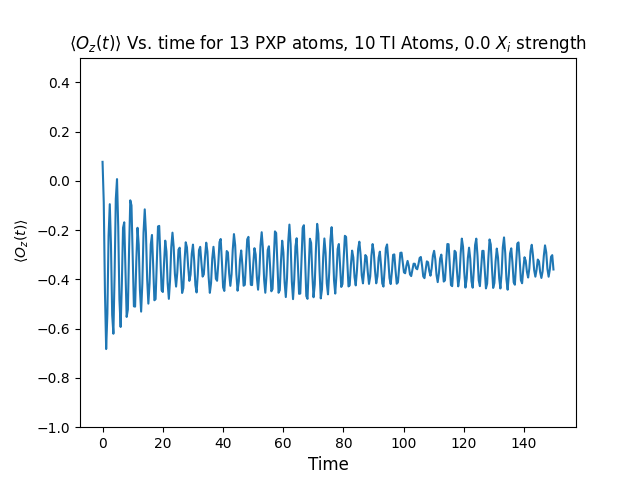 ⟨O_z(t)⟩ Vs. time for 13 PXP atoms, 10 TI Atoms, 0.0 X_i strength
0.4
0.2
0.0
−0.2
−0.4
−0.6
−0.8
−1.0
⟨O_z(t)⟩
0 20 40 60 80 100 120 140
Time